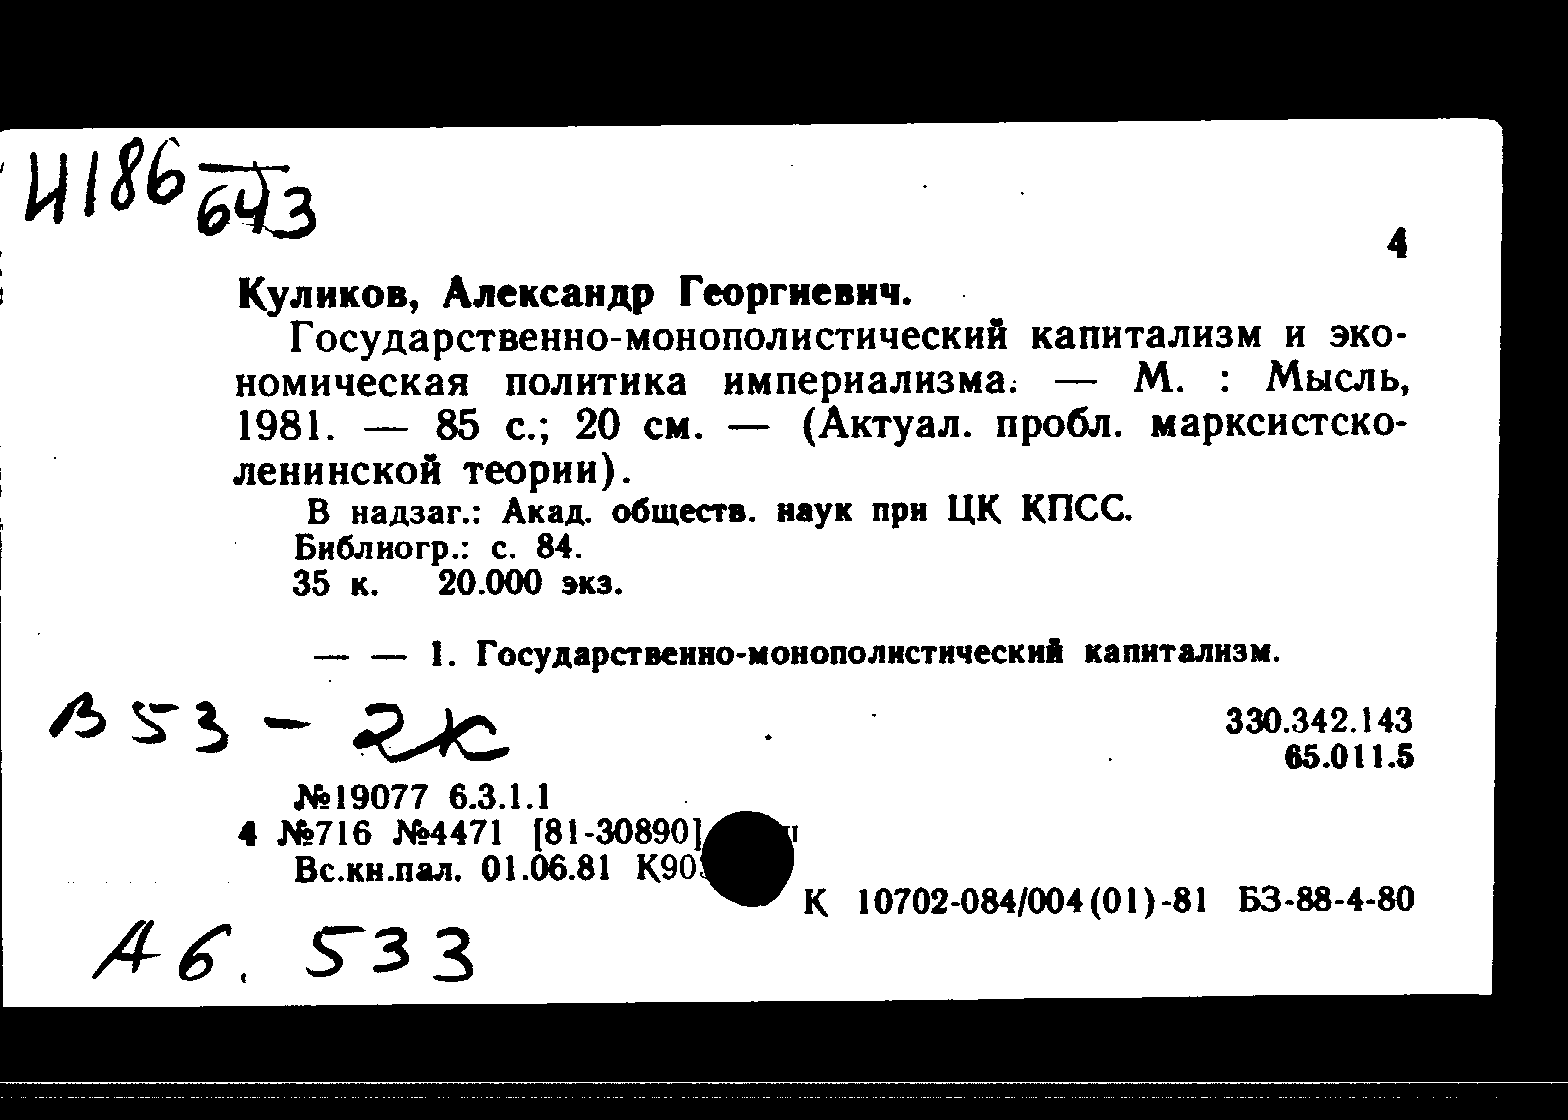 И186
643
4
Куликов, Александр Георгиевич.
Государственно-монополистический капитализм и эко-
номическая политика империализма. — М. : Мысль,
1981. — 85 с.; 20 см. — (Актуал. пробл. марксистско-
ленинской теории).
В надзаг.: Акад. обществ. наук при ЦК КПСС.
Библиогр.: с. 84.
35 к. 20.000 экз.
— — 1. Государственно-монополистический капитализм.
В 53 - 2к
330.342.143
65.011.5
№19077 6.3.1.1
4 №716 №4471 [81-30890]
Вс.кн.пал. 01.06.81
К 10702-084/004(01)-81 БЗ-88-4-80
А6. 533